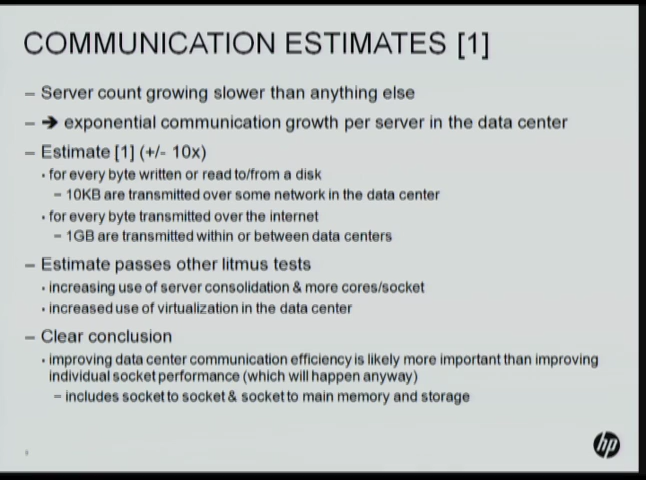 COMMUNICATION ESTIMATES [1]
– Server count growing slower than anything else
– ➔ exponential communication growth per server in the data center
– Estimate [1] (+/- 10x)
• for every byte written or read to/from a disk
– 10KB are transmitted over some network in the data center
• for every byte transmitted over the internet
– 1GB are transmitted within or between data centers
– Estimate passes other litmus tests
• increasing use of server consolidation & more cores/socket
• increased use of virtualization in the data center
– Clear conclusion
• improving data center communication efficiency is likely more important than improving
individual socket performance (which will happen anyway)
– includes socket to socket & socket to main memory and storage
hp